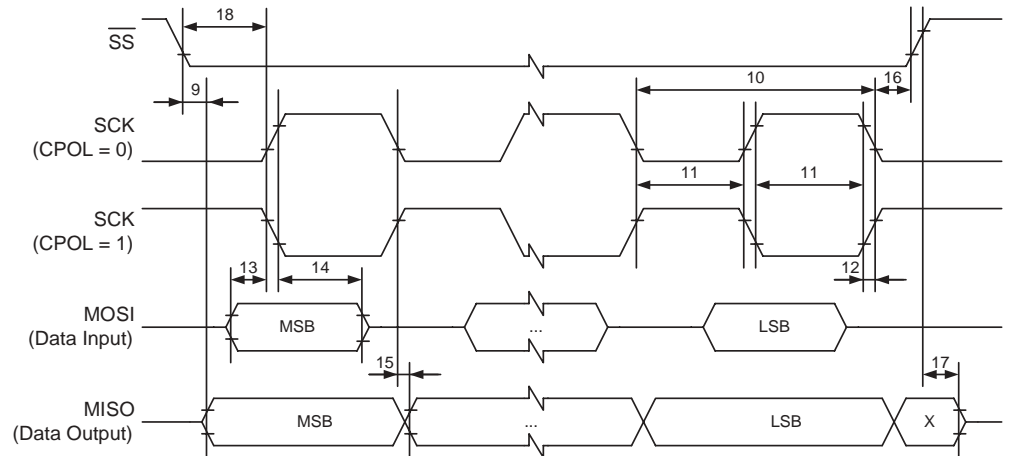 18
SS
10
9
16
SCK
(CPOL = 0)
11
11
SCK
(CPOL = 1)
13
14
12
MOSI
(Data Input)
MSB
...
LSB
15
17
MISO
(Data Output)
MSB
...
LSB
X